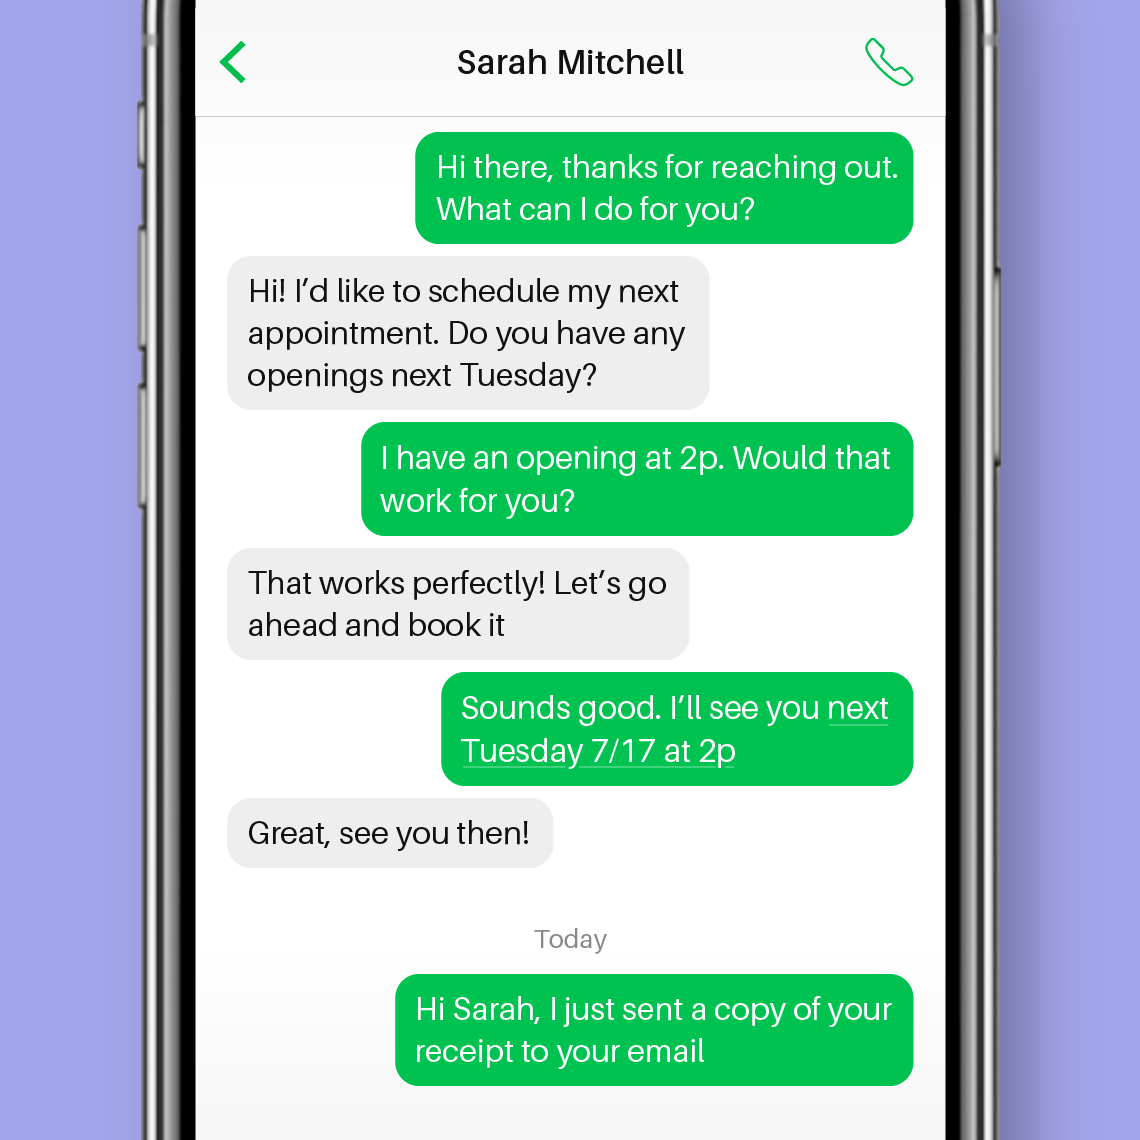 Sarah Mitchell
Hi there, thanks for reaching out.
What can I do for you?
Hi! I’d like to schedule my next
appointment. Do you have any
openings next Tuesday?
I have an opening at 2p. Would that
work for you?
That works perfectly! Let’s go
ahead and book it
Sounds good. I’ll see you next
Tuesday 7/17 at 2p
Great, see you then!
Today
Hi Sarah, I just sent a copy of your
receipt to your email